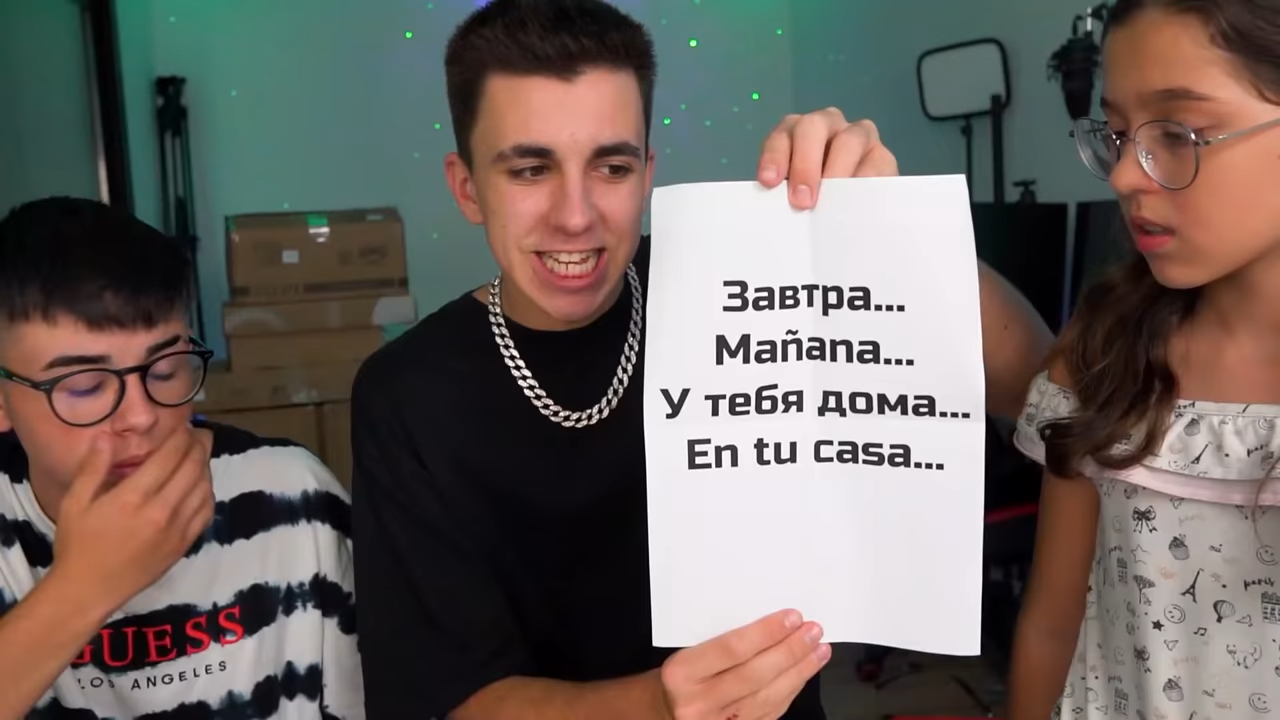 Завтра...
Mañana...
У тебя дома...
En tu casa...
GUESS
LOS ANGELES